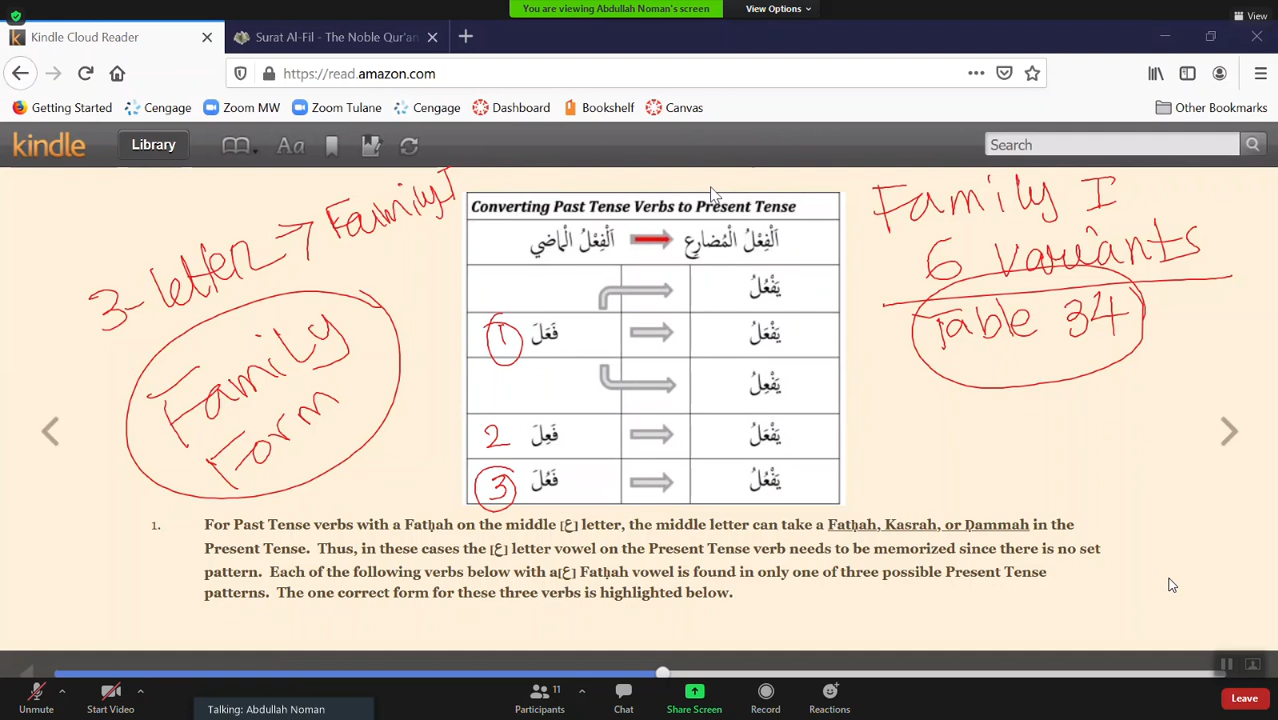 You are viewing Abdullah Noman's screen
View Options
View
Kindle Cloud Reader
Surat Al-Fil - The Noble Qur'an
https://read.amazon.com
Getting Started
Cengage
Zoom MW
Zoom Tulane
Cengage
Dashboard
Bookshelf
Canvas
Other Bookmarks
kindle
Library
Aa
Search
3-letter → Family I
Family
Form
Family I
6 variants
Table 34
Converting Past Tense Verbs to Present Tense
اَلْفِعْلُ الْماضي
اَلْفِعْلُ الْمُضارِع
يَفْعُلُ
1 فَعَلَ يَفْعَلُ
يَفْعِلُ
2 فَعِلَ يَفْعَلُ
3 فَعُلَ يَفْعُلُ
1. For Past Tense verbs with a Fatḥah on the middle [ع] letter, the middle letter can take a Fatḥah, Kasrah, or Ḍammah in the
Present Tense. Thus, in these cases the [ع] letter vowel on the Present Tense verb needs to be memorized since there is no set
pattern. Each of the following verbs below with a[ع] Fatḥah vowel is found in only one of three possible Present Tense
patterns. The one correct form for these three verbs is highlighted below.
Unmute
Start Video
Talking: Abdullah Noman
11
Participants
Chat
Share Screen
Record
Reactions
Leave